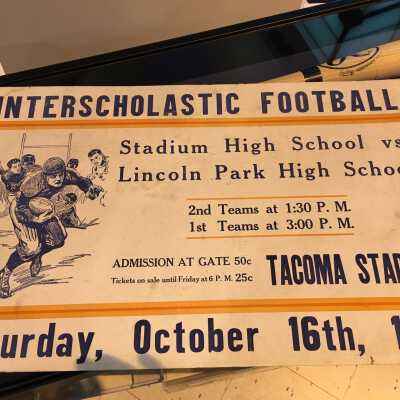 INTERSCHOLASTIC FOOTBALL
Stadium High School vs
Lincoln Park High Schoo
2nd Teams at 1:30 P. M.
1st Teams at 3:00 P. M.
ADMISSION AT GATE 50c
Tickets on sale until Friday at 6 P. M. 25c
TACOMA STAD
urday, October 16th, 1